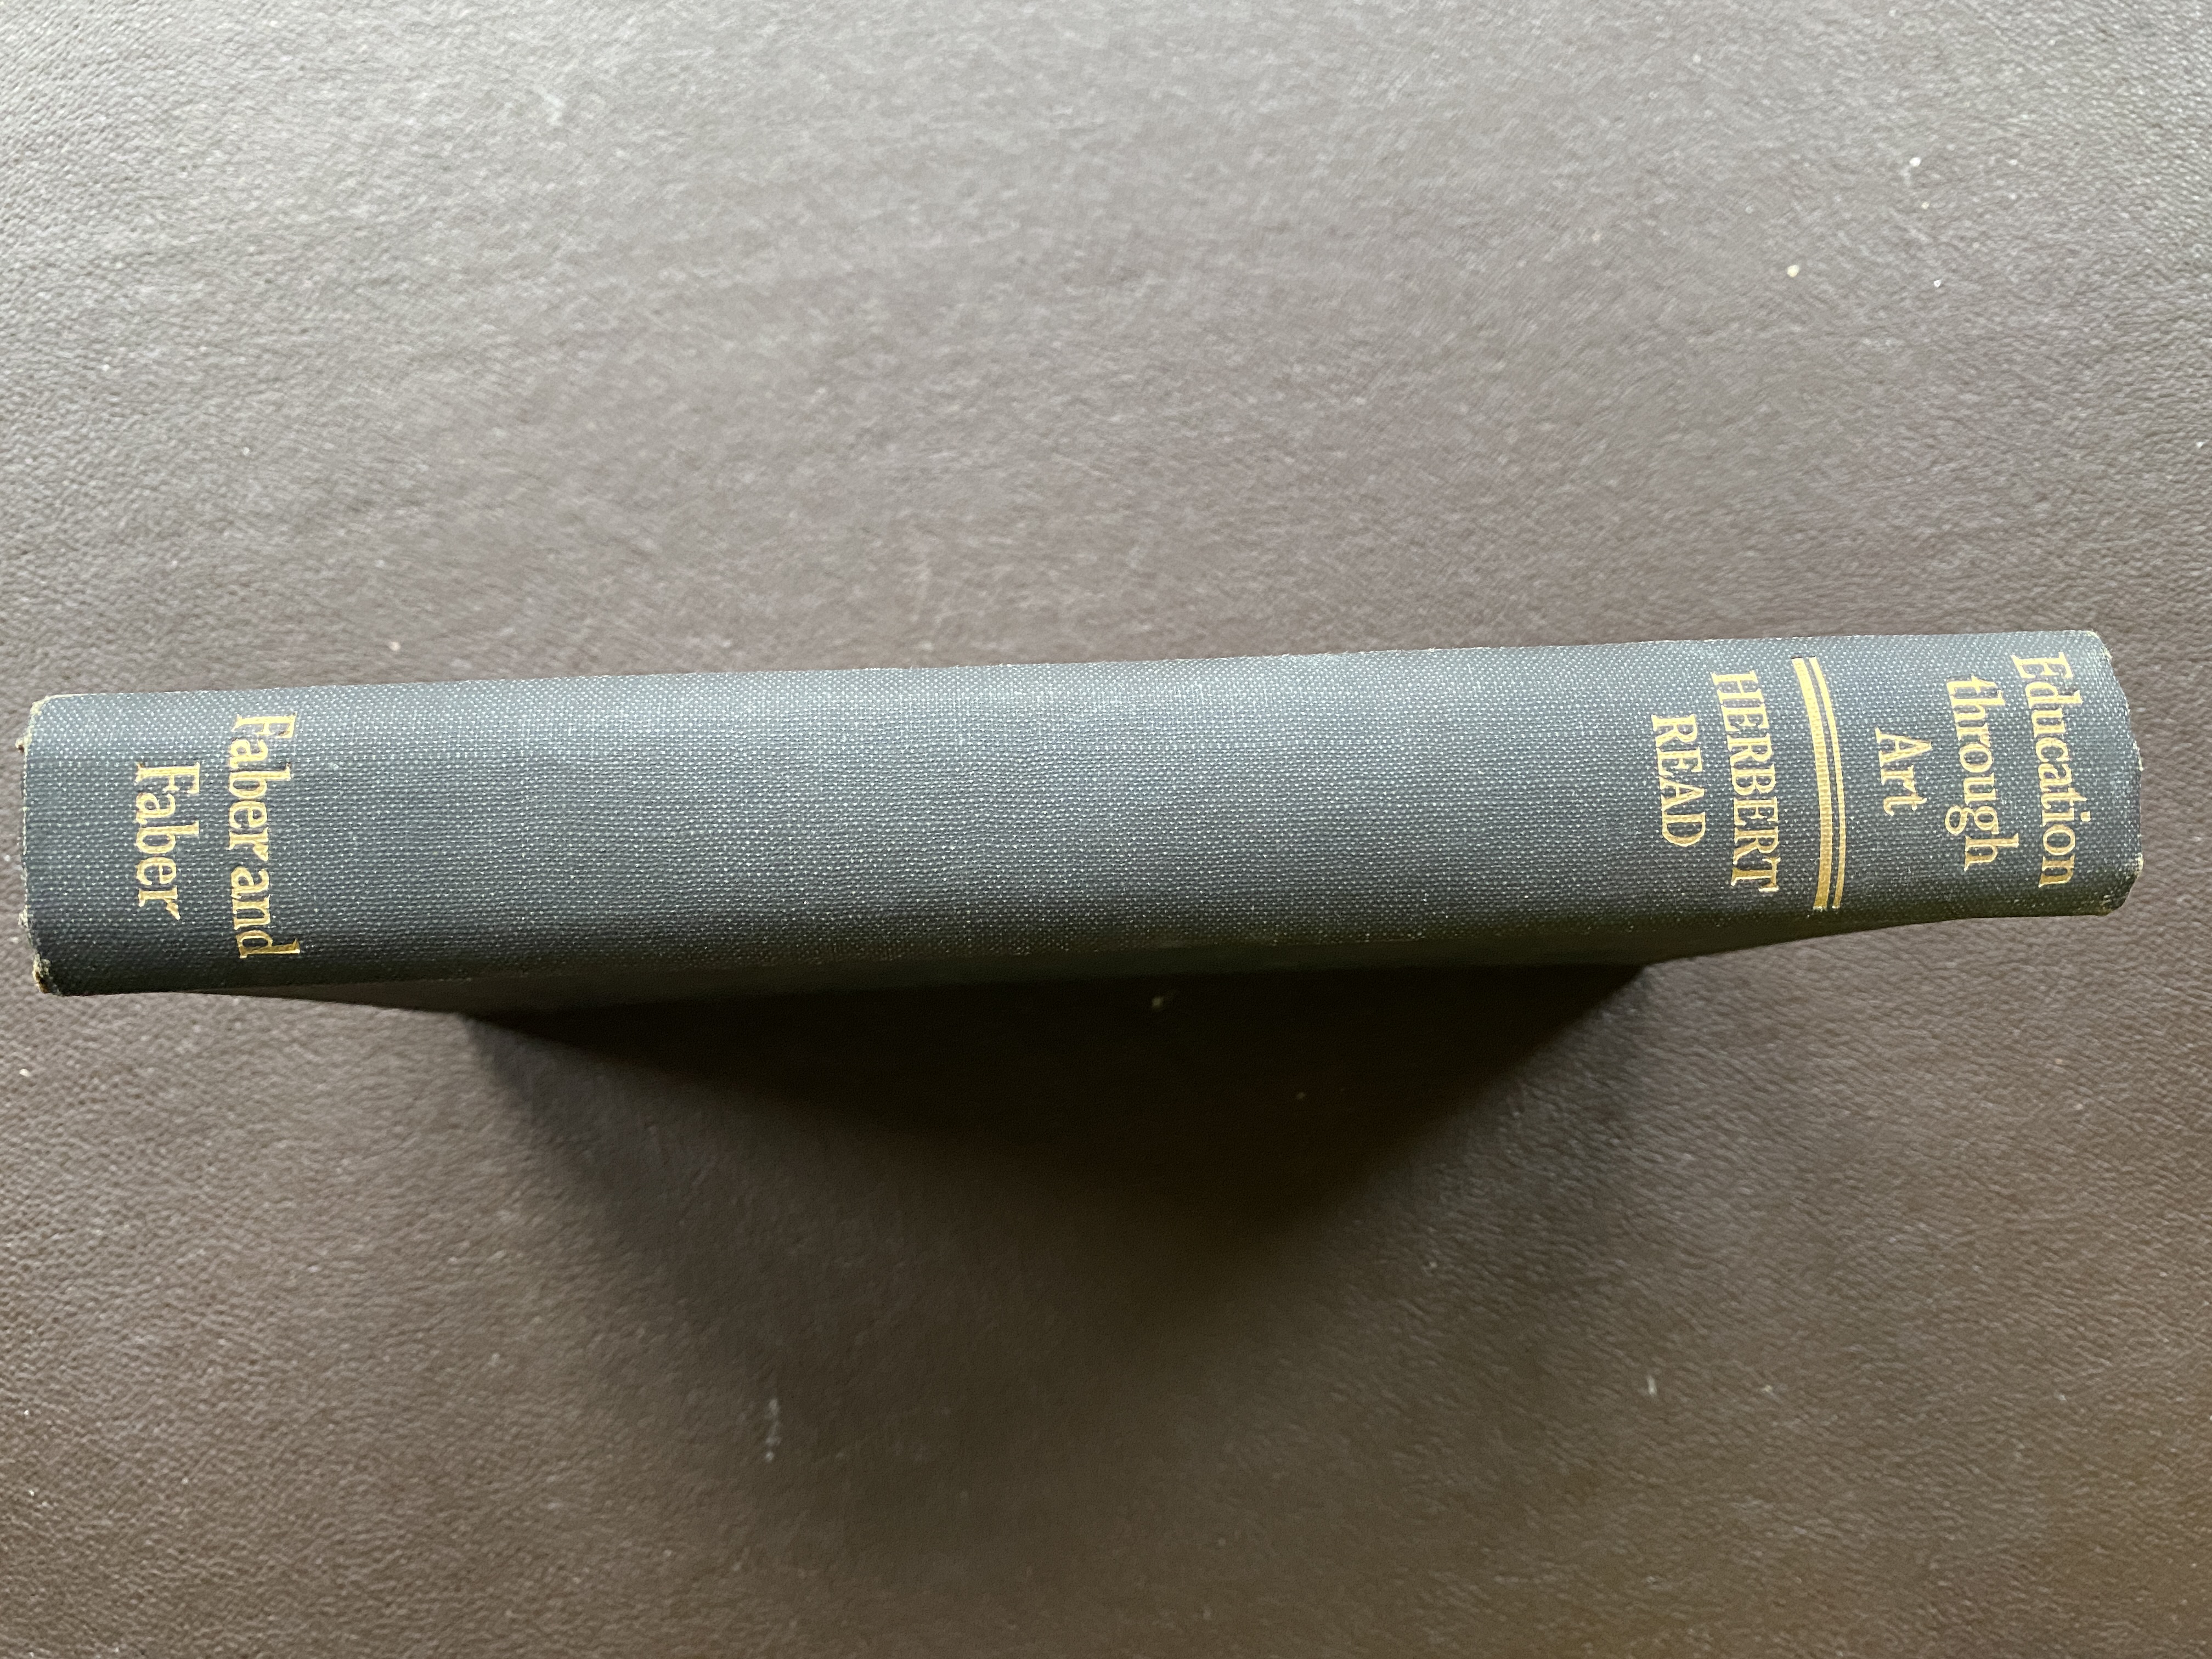 Education
through
Art
HERBERT
READ
Faber and
Faber